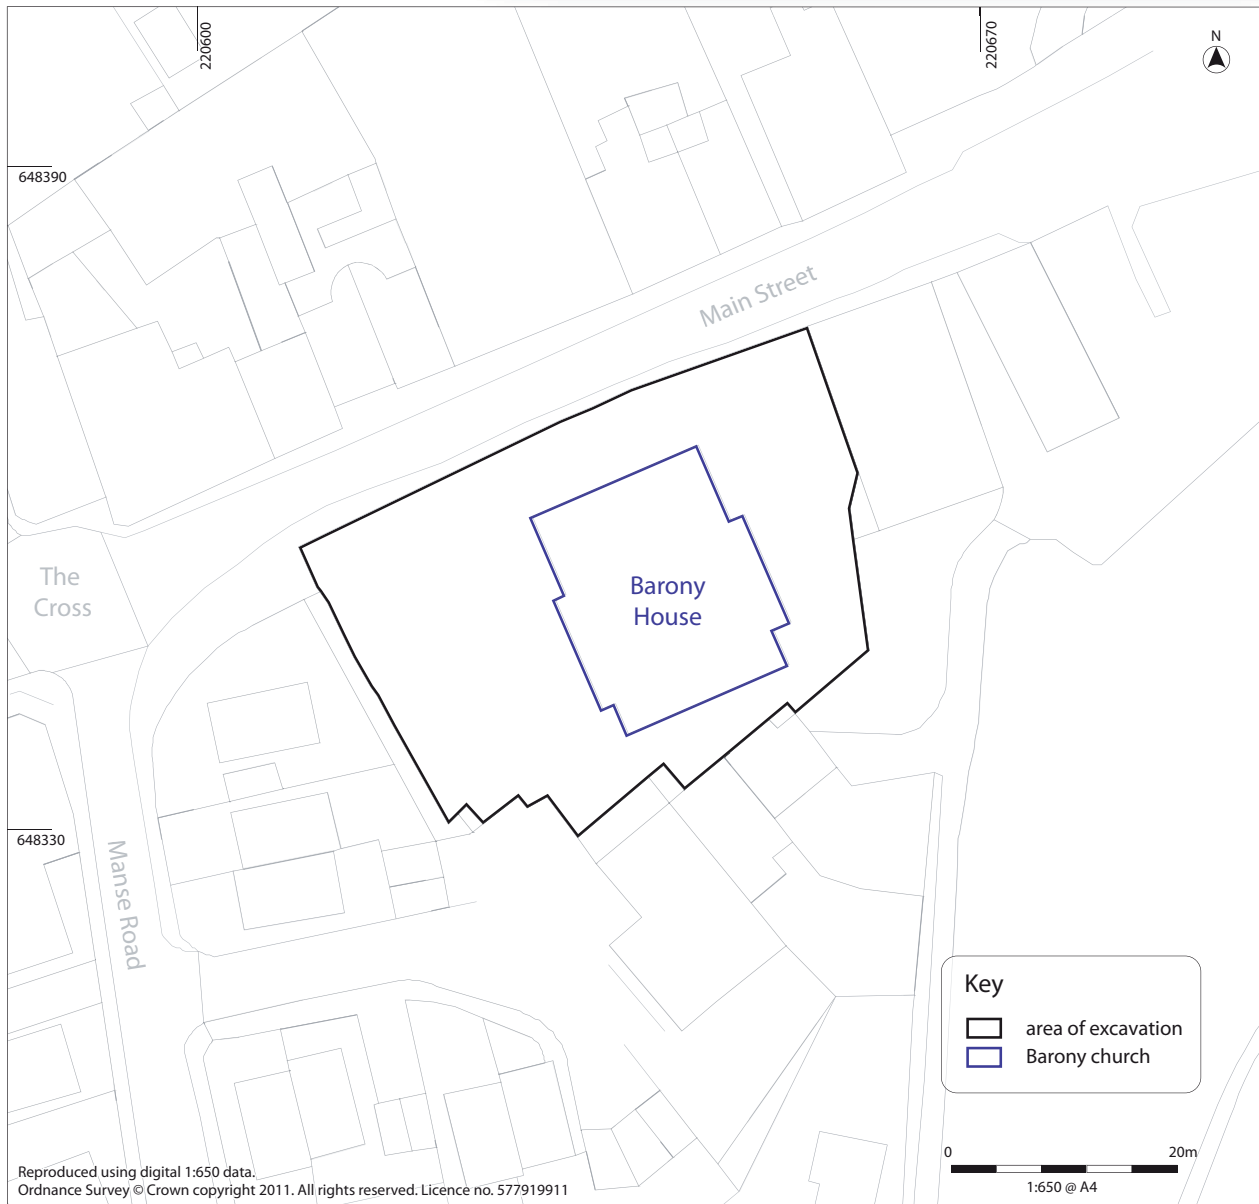 220600
220670
N
648390
Main Street
The
Cross
Barony
House
648330
Manse Road
Key
area of excavation
Barony church
0 20m
1:650 @ A4
Reproduced using digital 1:650 data.
Ordnance Survey © Crown copyright 2011. All rights reserved. Licence no. 577919911